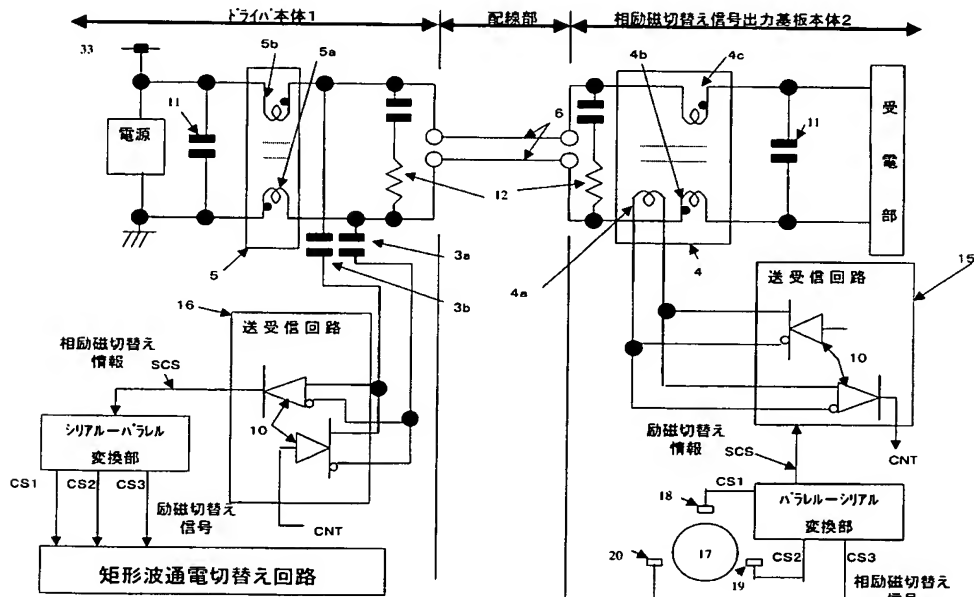 ドライバ本体1
配線部
相励磁切替え信号出力基板本体2
33
5b
5a
4b
4c
11
電源
6
12
11
受電部
3a
3b
5
4a
4
15
16
送受信回路
送受信回路
相励磁切替え
情報
SCS
10
10
シリアルーパラレル
変換部
CNT
励磁切替え
情報
SCS
CNT
CS1
CS2
CS3
励磁切替え
信号
矩形波通電切替え回路
CS1
18
パラレルーシリアル
変換部
20
17
19
CS2
CS3
相励磁切替え
信号